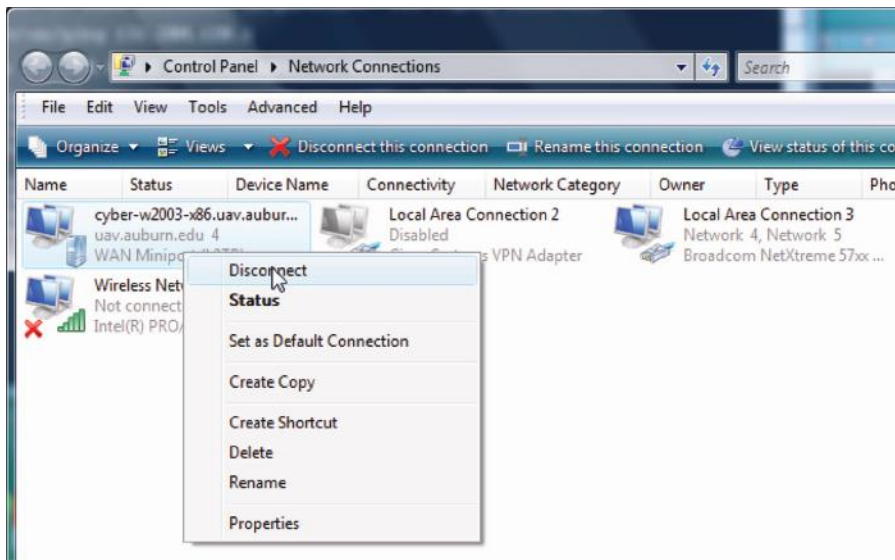 Control Panel Network Connections Search
File Edit View Tools Advanced Help
Organize Views Disconnect this connection Rename this connection View status of this co
Name Status Device Name Connectivity Network Category Owner Type Pho
cyber-w2003-x86.uav.aubur... Local Area Connection 2 Local Area Connection 3
uav.auburn.edu 4 Disabled Network 4, Network 5
WAN Miniport VPN Adapter Broadcom NetXtreme 57xx ...
Wireless Net
Not connect
Intel(R) PRO/
Disconnect
Status
Set as Default Connection
Create Copy
Create Shortcut
Delete
Rename
Properties